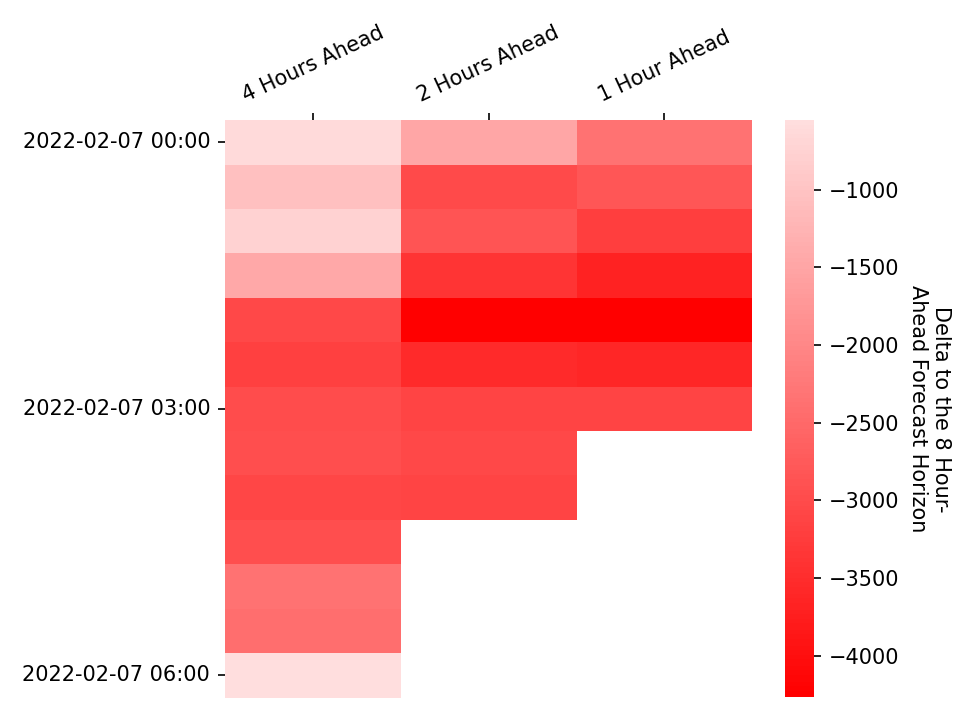 4 Hours Ahead
2 Hours Ahead
1 Hour Ahead
2022-02-07 00:00
2022-02-07 03:00
2022-02-07 06:00
−1000
−1500
−2000
−2500
−3000
−3500
−4000
Delta to the 8 Hour-
Ahead Forecast Horizon